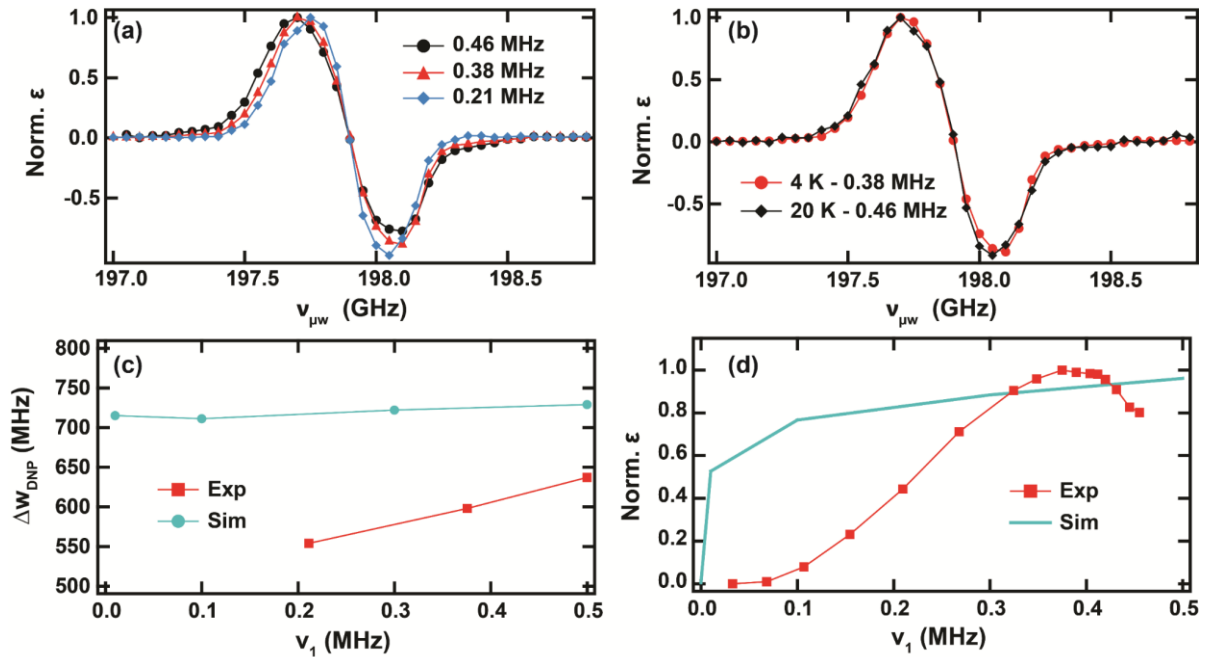 (a)
1.0
0.5
0.0
-0.5
Norm. ε
0.46 MHz
0.38 MHz
0.21 MHz
197.0
197.5
198.0
198.5
νμw (GHz)
(b)
1.0
0.5
0.0
-0.5
Norm. ε
4 K - 0.38 MHz
20 K - 0.46 MHz
197.0
197.5
198.0
198.5
νμw (GHz)
(c)
800
750
700
650
600
550
500
ΔwDNP (MHz)
Exp
Sim
0.0
0.1
0.2
0.3
0.4
0.5
ν1 (MHz)
(d)
1.0
0.8
0.6
0.4
0.2
0.0
Norm. ε
Exp
Sim
0.0
0.1
0.2
0.3
0.4
0.5
ν1 (MHz)